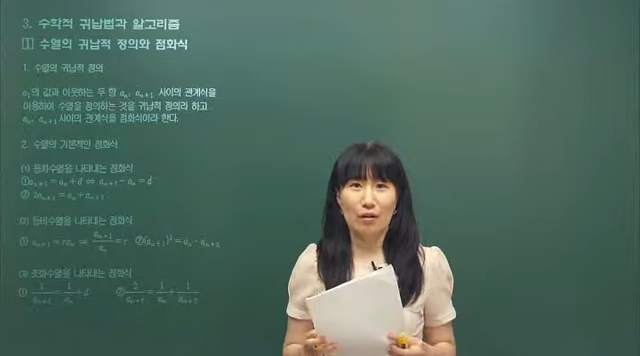 3. 수학적 귀납법과 알고리즘
1 수열의 귀납적 정의와 점화식
1. 수열의 귀납적 정의
a₁의 값과 이웃하는 두 항 aₙ, aₙ₊₁ 사이의 관계식을
이용하여 수열을 정의하는 것을 귀납적 정의라 하고
aₙ, aₙ₊₁사이의 관계식을 점화식이라 한다.
2. 수열의 기본적인 점화식
(1) 등차수열을 나타내는 점화식
①aₙ₊₁ = aₙ + d ⇔ aₙ₊₁ - aₙ = d
② 2aₙ₊₁ = aₙ + aₙ₊₂
(2) 등비수열을 나타내는 점화식
① aₙ₊₁ = raₙ ⇔ aₙ₊₁/aₙ = r ②(aₙ₊₁)² = aₙ · aₙ₊₂
(3) 조화수열을 나타내는 점화식
① 1/aₙ₊₁ = 1/aₙ + d ② 2/aₙ₊₁ = 1/aₙ + 1/aₙ₊₂